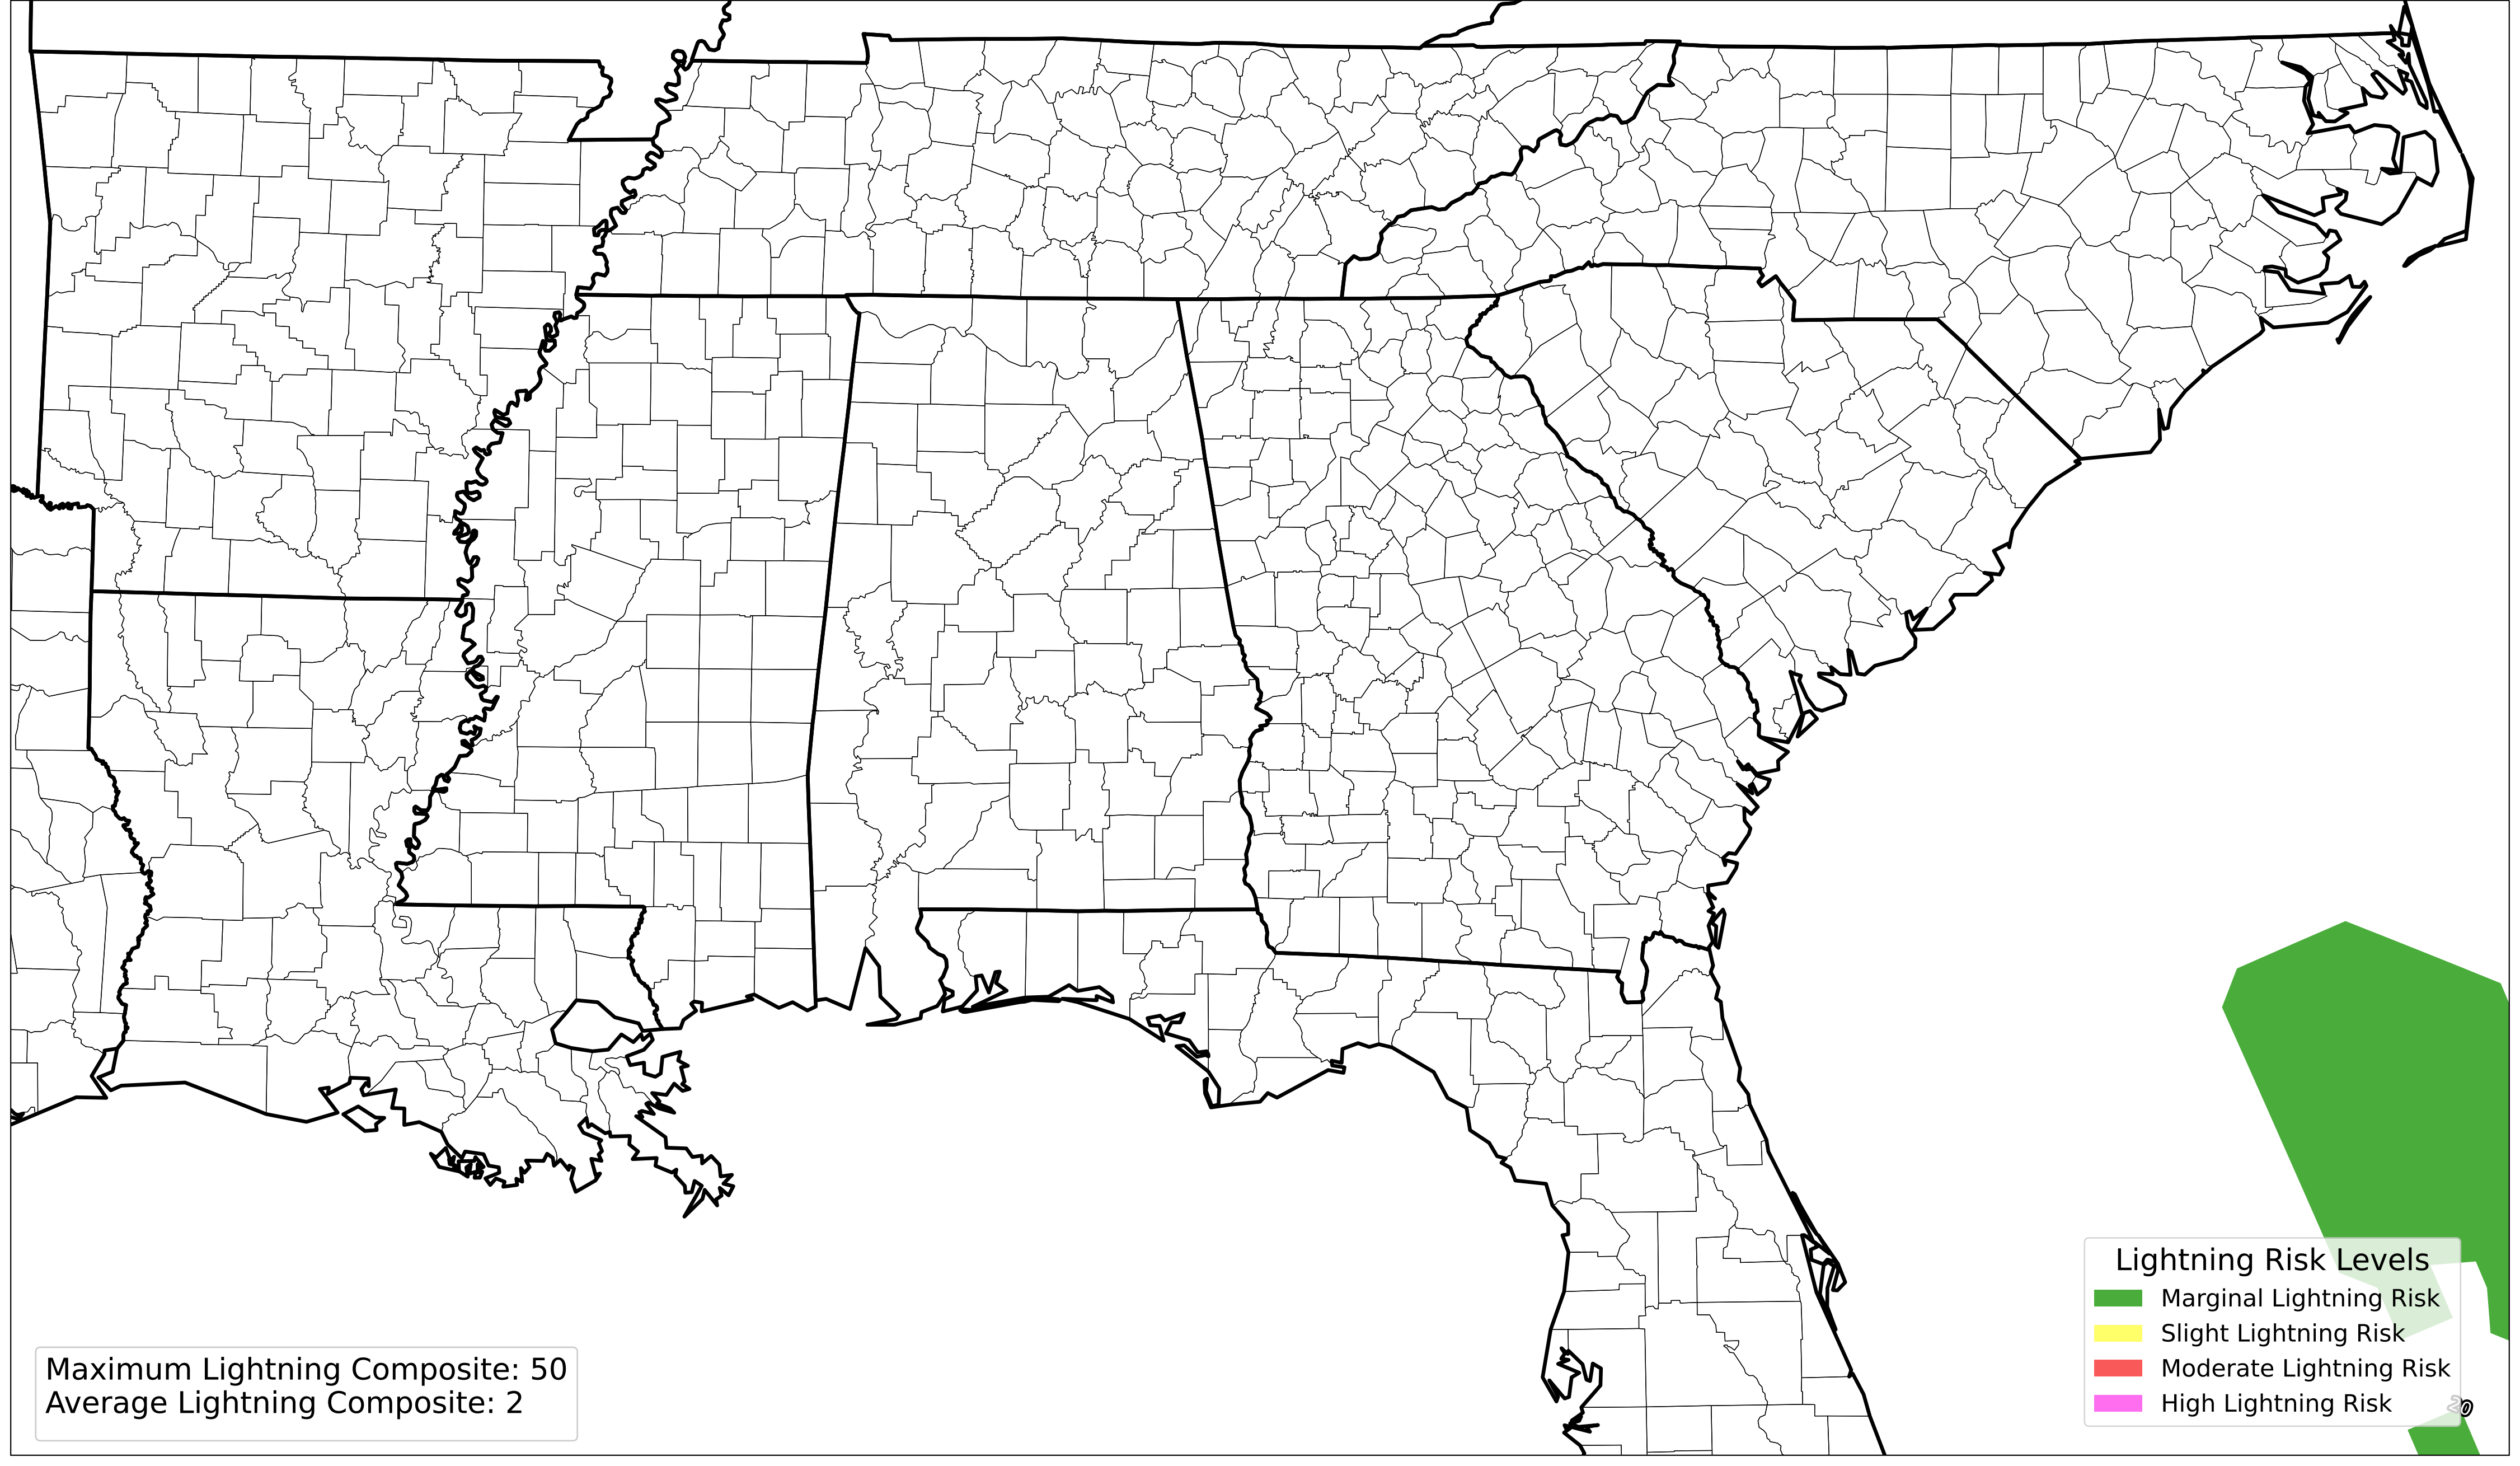 Lightning Risk Levels
Marginal Lightning Risk
Slight Lightning Risk
Moderate Lightning Risk
High Lightning Risk
20
Maximum Lightning Composite: 50
Average Lightning Composite: 2